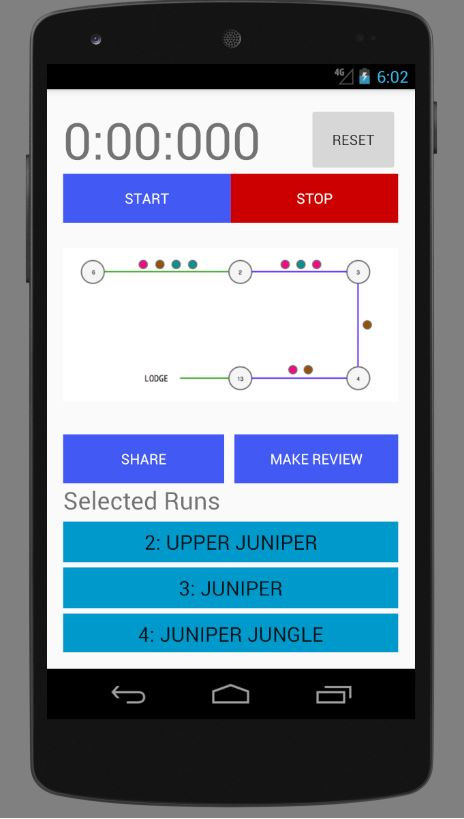 4G 6:02
0:00:000 RESET
START STOP
6 2 3
LODGE 13 4
SHARE MAKE REVIEW
Selected Runs
2: UPPER JUNIPER
3: JUNIPER
4: JUNIPER JUNGLE